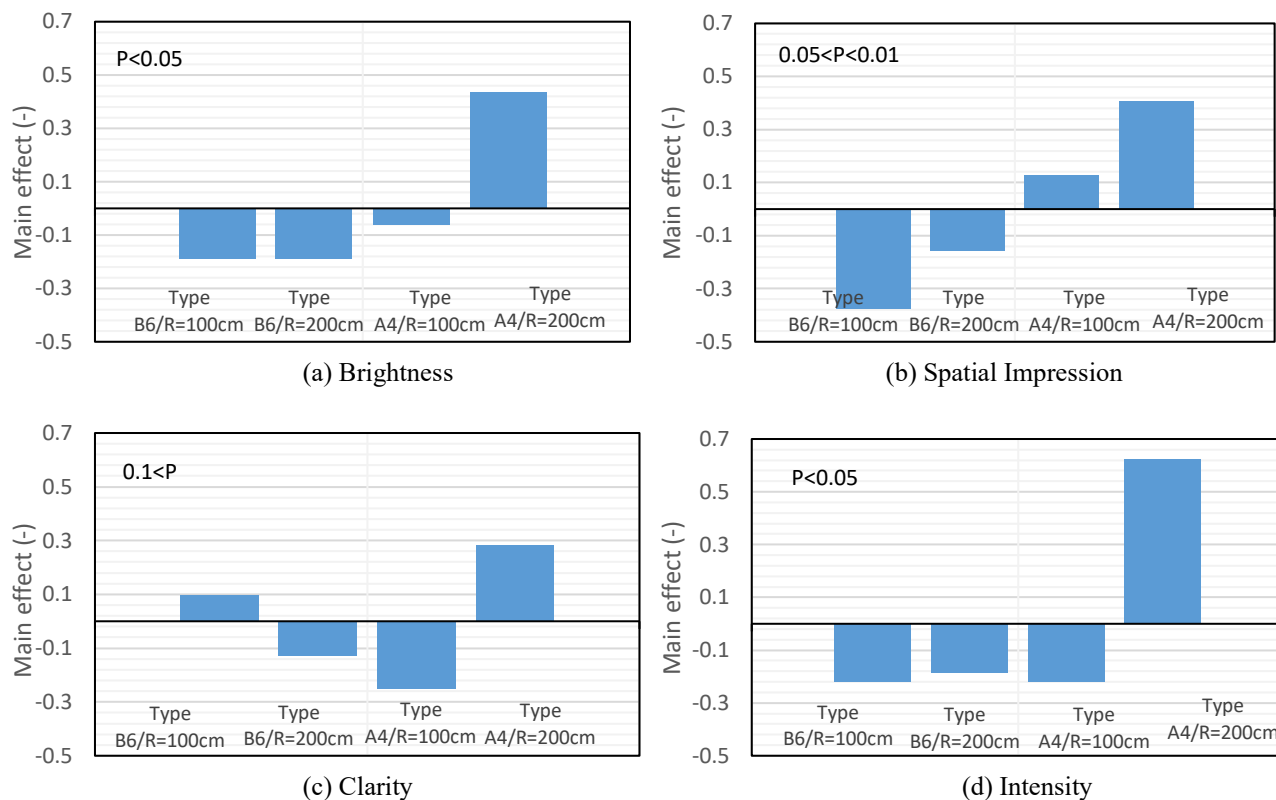 0.7
0.5
0.3
0.1
-0.1
-0.3
-0.5
Main effect (-)
P<0.05
Type
B6/R=100cm
Type
B6/R=200cm
Type
A4/R=100cm
Type
A4/R=200cm
(a) Brightness
0.7
0.5
0.3
0.1
-0.1
-0.3
-0.5
Main effect (-)
0.05<P<0.01
Type
B6/R=100cm
Type
B6/R=200cm
Type
A4/R=100cm
Type
A4/R=200cm
(b) Spatial Impression
0.7
0.5
0.3
0.1
-0.1
-0.3
-0.5
Main effect (-)
0.1<P
Type
B6/R=100cm
Type
B6/R=200cm
Type
A4/R=100cm
Type
A4/R=200cm
(c) Clarity
0.7
0.5
0.3
0.1
-0.1
-0.3
-0.5
Main effect (-)
P<0.05
Type
B6/R=100cm
Type
B6/R=200cm
Type
A4/R=100cm
Type
A4/R=200cm
(d) Intensity